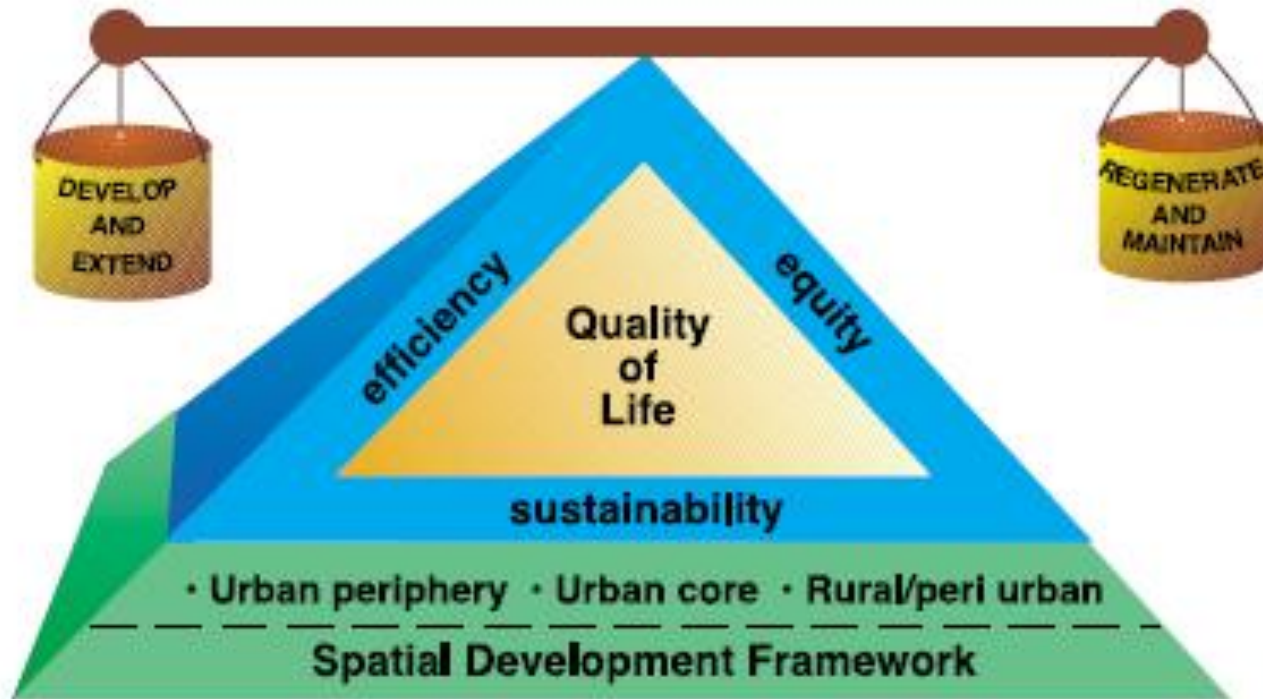 DEVELOP
AND
EXTEND
REGENERATE
AND
MAINTAIN
efficiency
equity
Quality
of
Life
sustainability
· Urban periphery · Urban core · Rural/peri urban
Spatial Development Framework